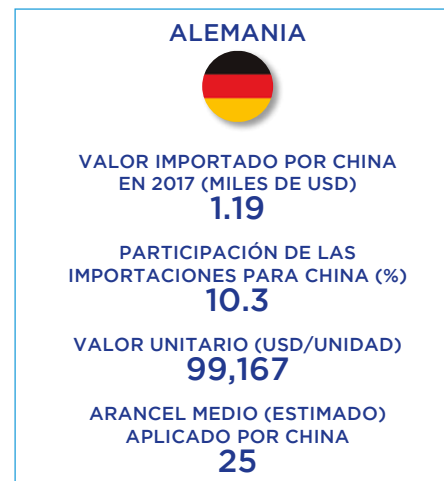 ALEMANIA
VALOR IMPORTADO POR CHINA
EN 2017 (MILES DE USD)
1.19
PARTICIPACIÓN DE LAS
IMPORTACIONES PARA CHINA (%)
10.3
VALOR UNITARIO (USD/UNIDAD)
99,167
ARANCEL MEDIO (ESTIMADO)
APLICADO POR CHINA
25